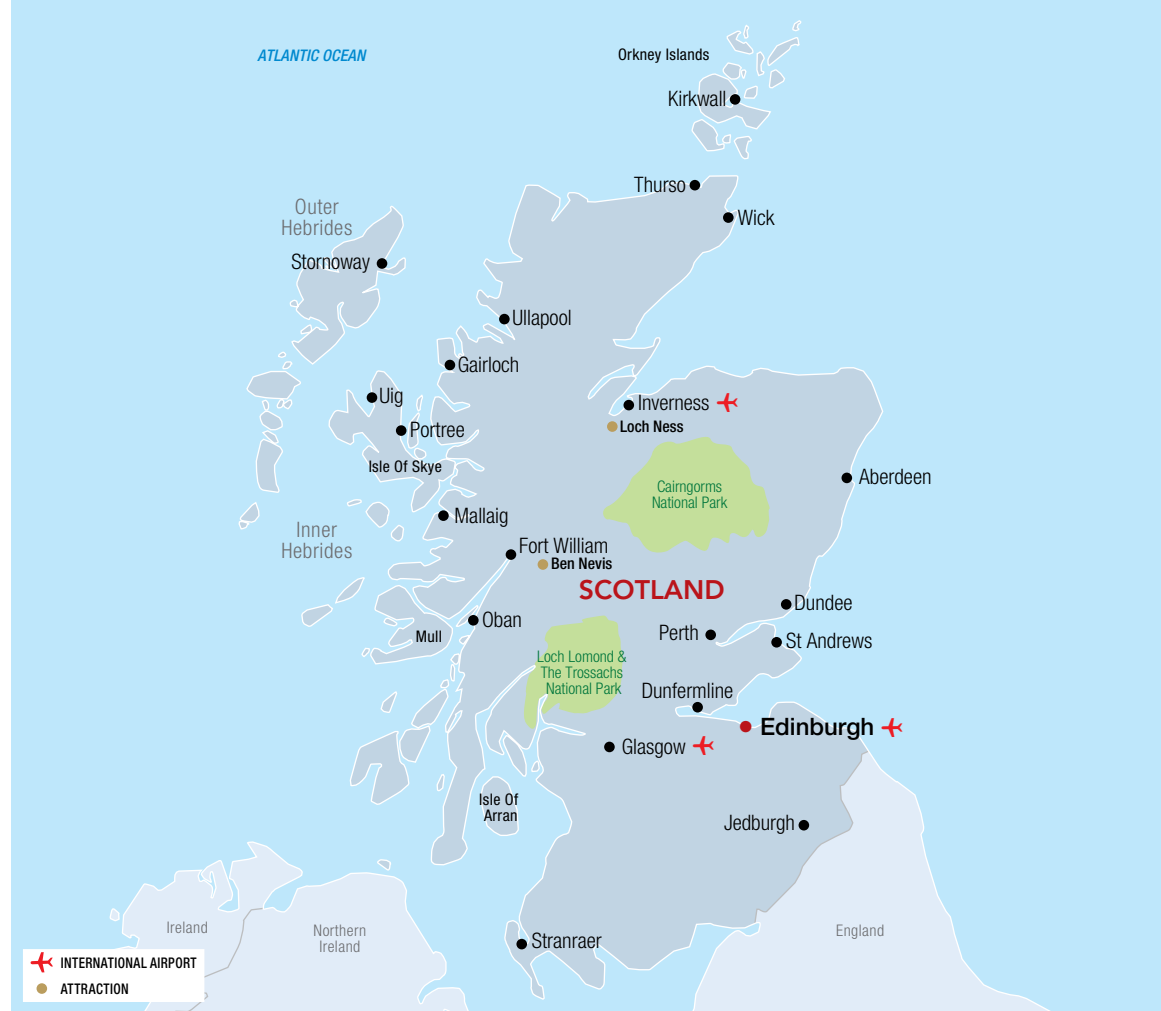 ATLANTIC OCEAN
Orkney Islands
Kirkwall
Thurso
Wick
Outer
Hebrides
Stornoway
Ullapool
Gairloch
Uig
Portree
Isle Of Skye
Inverness
Loch Ness
Cairngorms
National Park
Aberdeen
Mallaig
Inner
Hebrides
Fort William
Ben Nevis
SCOTLAND
Dundee
Oban
Mull
Perth
St Andrews
Loch Lomond &
The Trossachs
National Park
Dunfermline
Edinburgh
Glasgow
Isle Of
Arran
Jedburgh
Ireland
Northern
Ireland
Stranraer
England
INTERNATIONAL AIRPORT
ATTRACTION